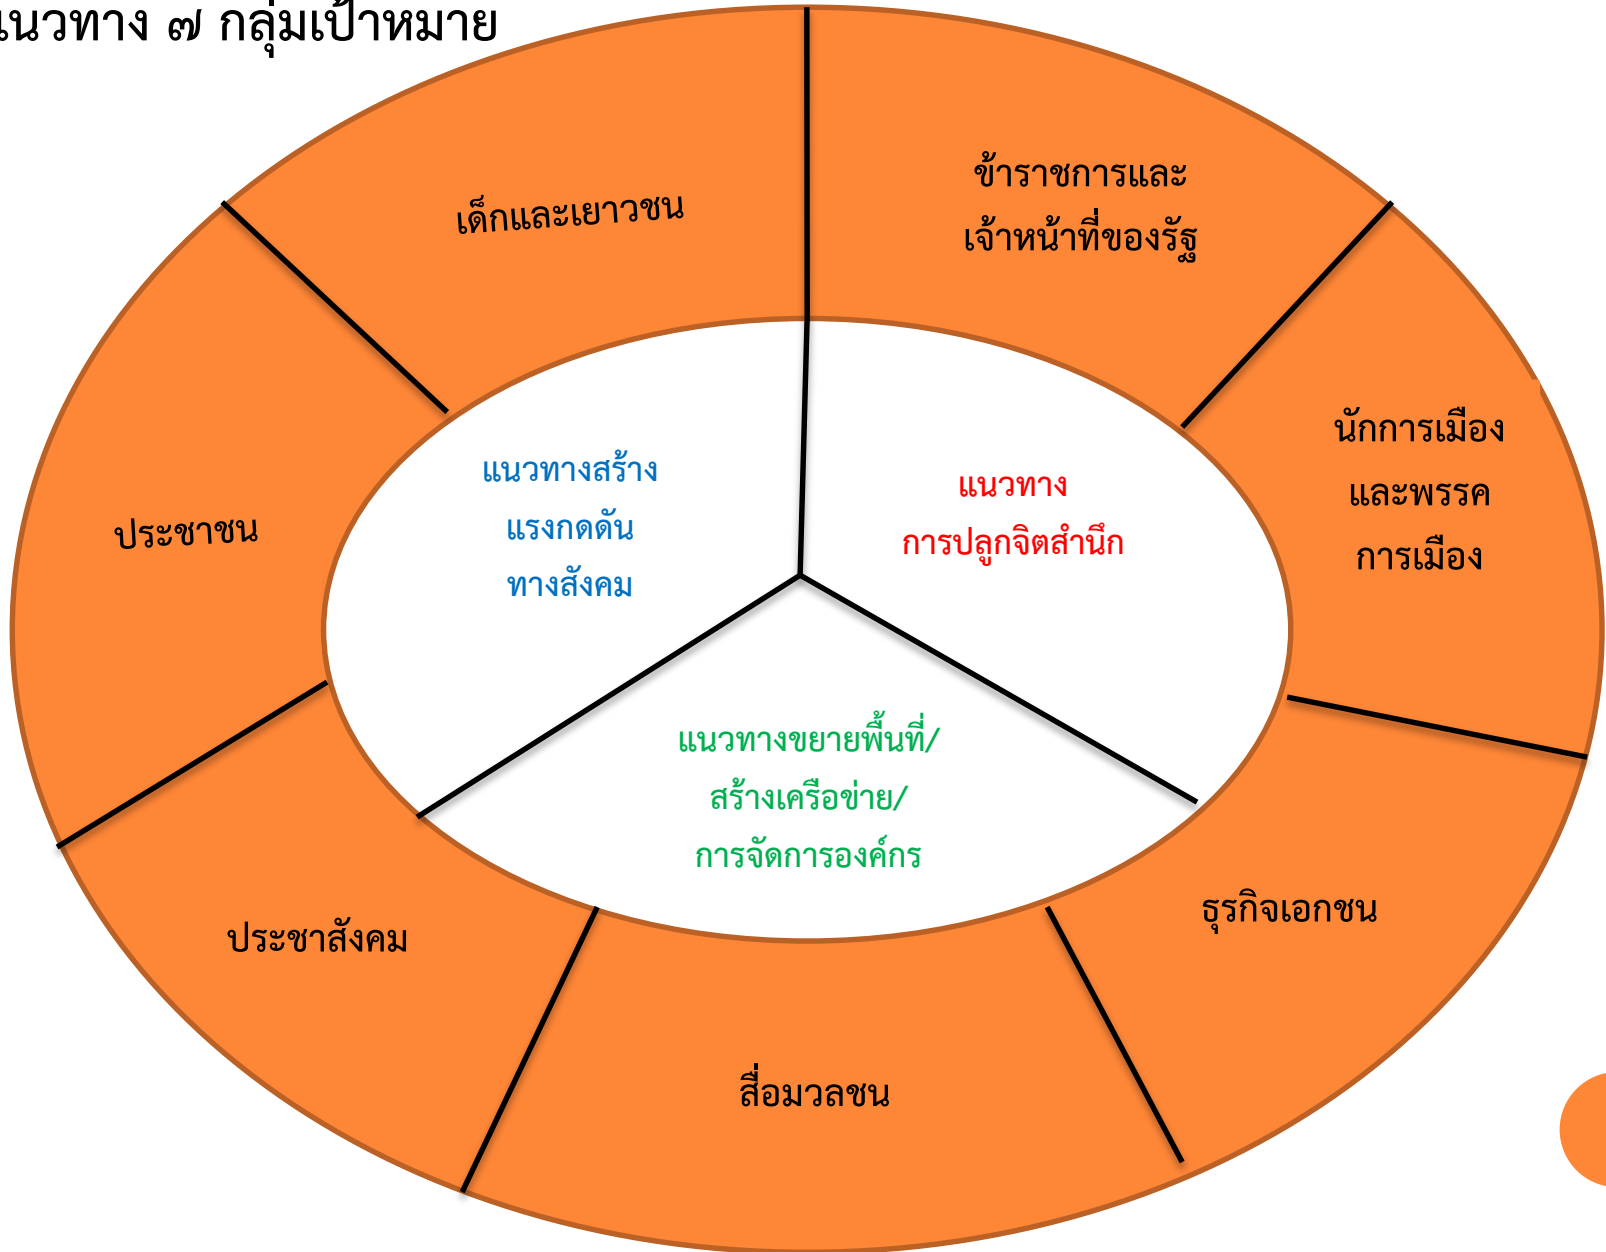 แนวทาง ๗ กลุ่มเป้าหมาย
เด็กและเยาวชน
ข้าราชการและ
เจ้าหน้าที่ของรัฐ
นักการเมือง
และพรรค
การเมือง
ธุรกิจเอกชน
สื่อมวลชน
ประชาสังคม
ประชาชน
แนวทางสร้าง
แรงกดดัน
ทางสังคม
แนวทาง
การปลูกจิตสำนึก
แนวทางขยายพื้นที่/
สร้างเครือข่าย/
การจัดการองค์กร